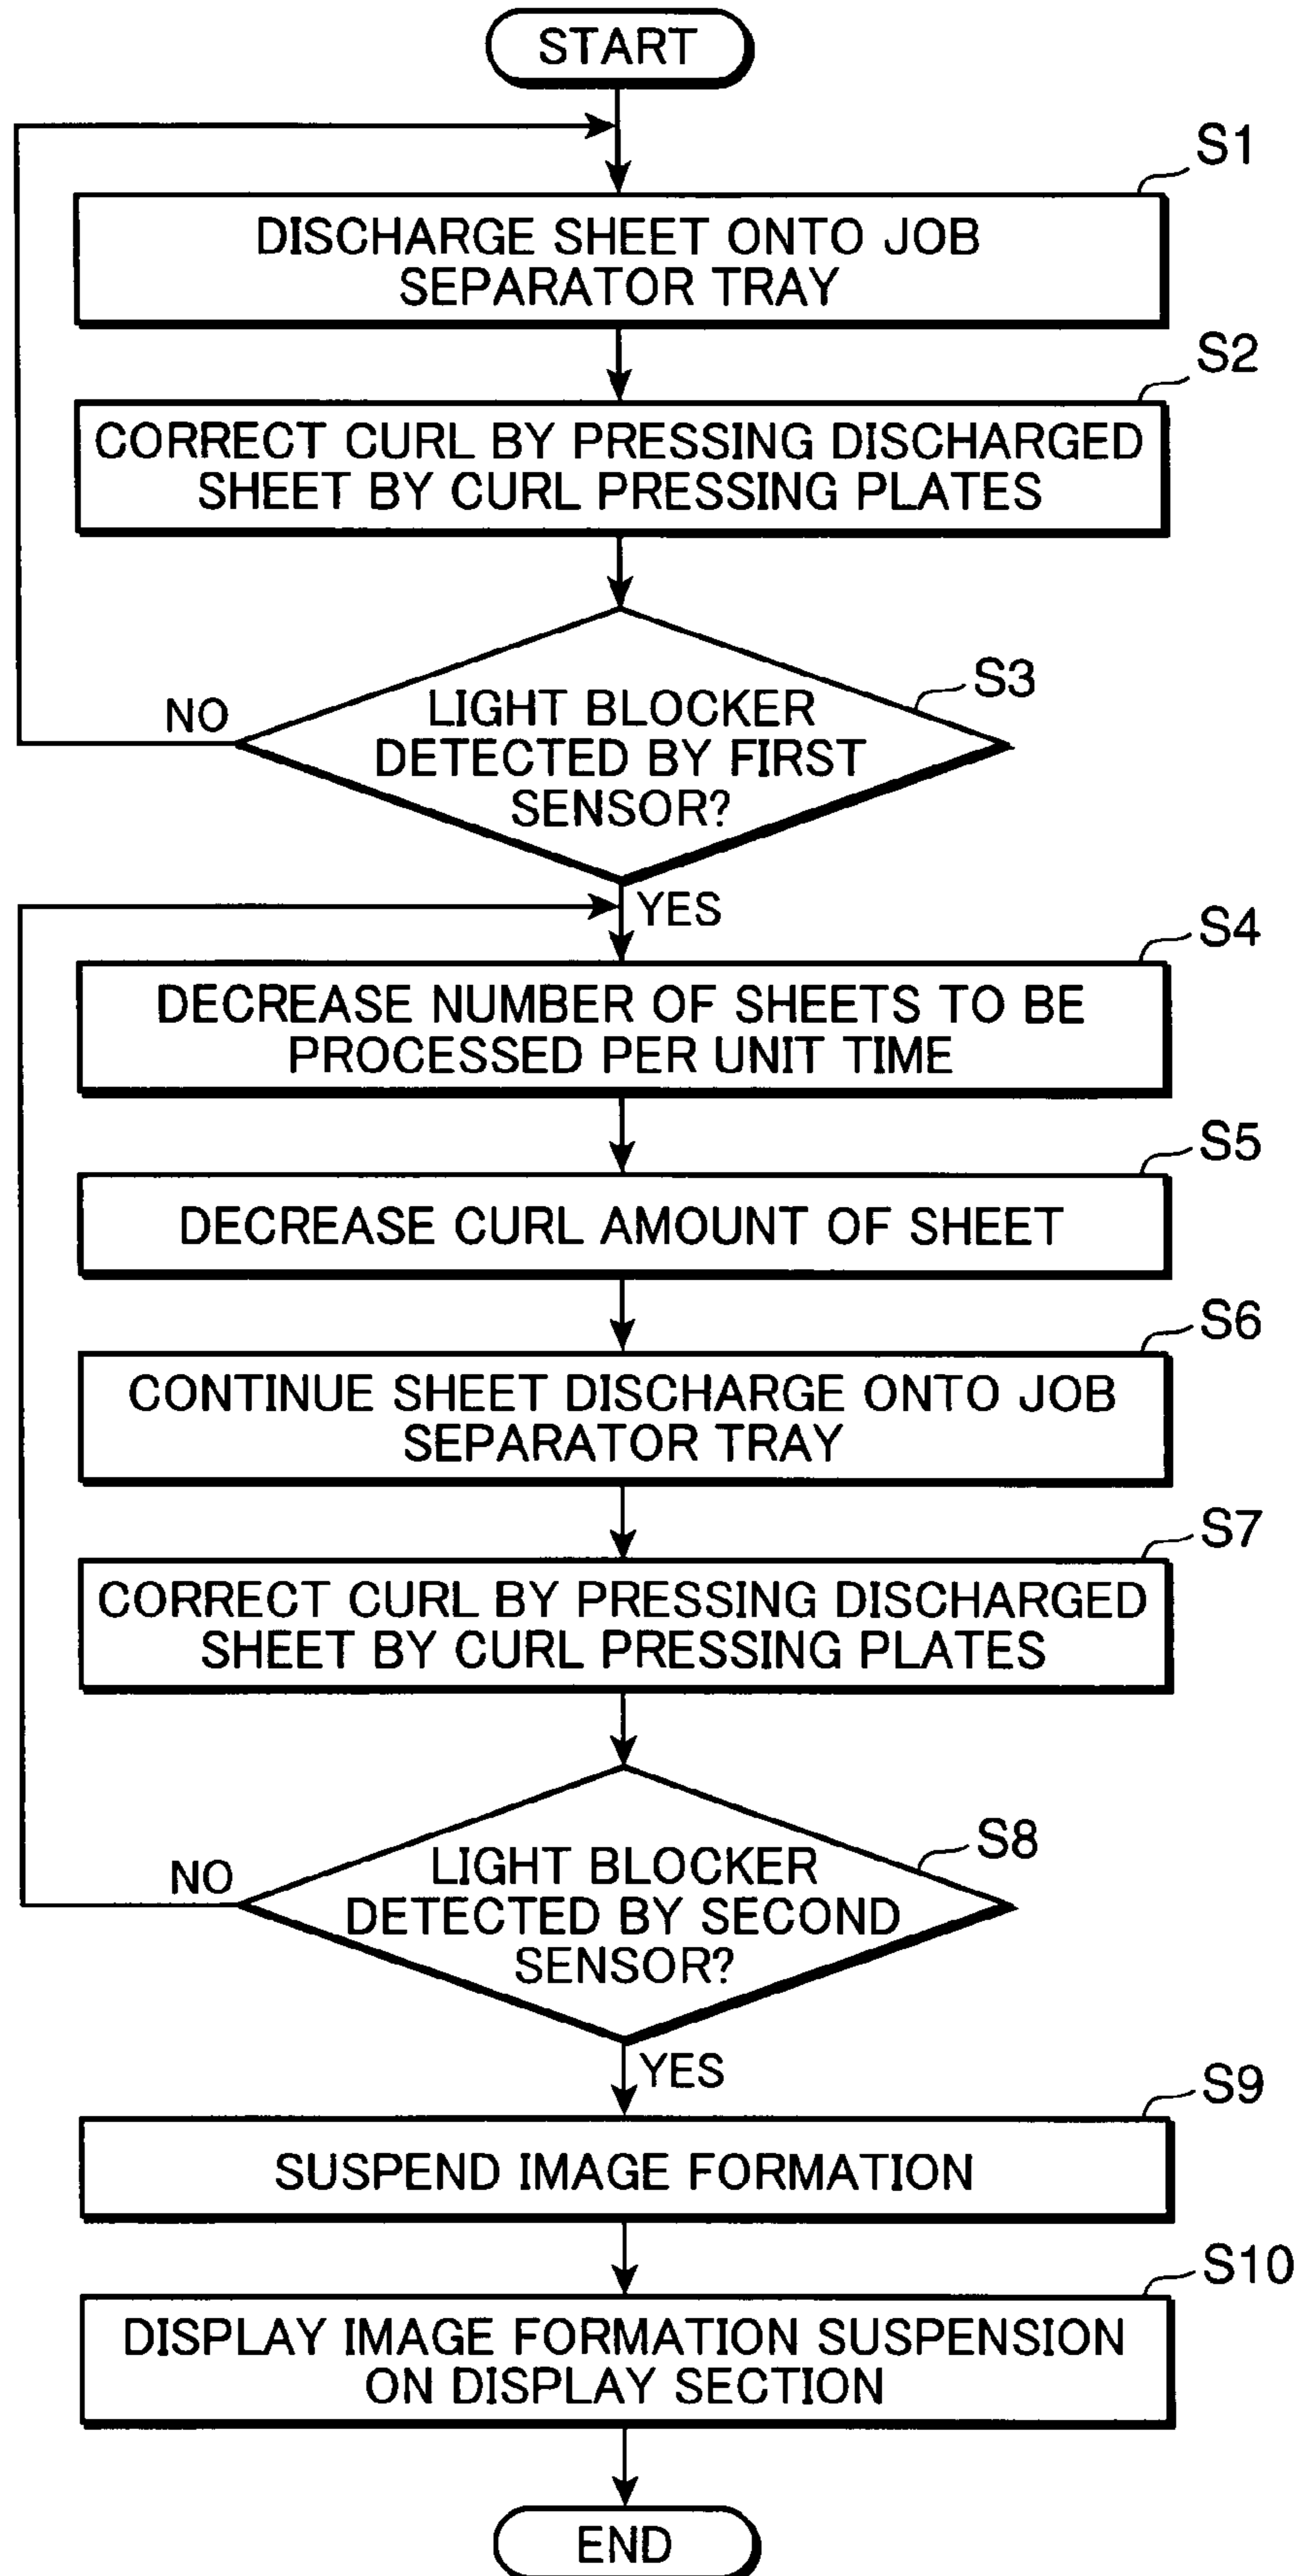 START
S1
DISCHARGE SHEET ONTO JOB
SEPARATOR TRAY
S2
CORRECT CURL BY PRESSING DISCHARGED
SHEET BY CURL PRESSING PLATES
S3
NO
LIGHT BLOCKER
DETECTED BY FIRST
SENSOR?
YES
S4
DECREASE NUMBER OF SHEETS TO BE
PROCESSED PER UNIT TIME
S5
DECREASE CURL AMOUNT OF SHEET
S6
CONTINUE SHEET DISCHARGE ONTO JOB
SEPARATOR TRAY
S7
CORRECT CURL BY PRESSING DISCHARGED
SHEET BY CURL PRESSING PLATES
S8
NO
LIGHT BLOCKER
DETECTED BY SECOND
SENSOR?
YES
S9
SUSPEND IMAGE FORMATION
S10
DISPLAY IMAGE FORMATION SUSPENSION
ON DISPLAY SECTION
END